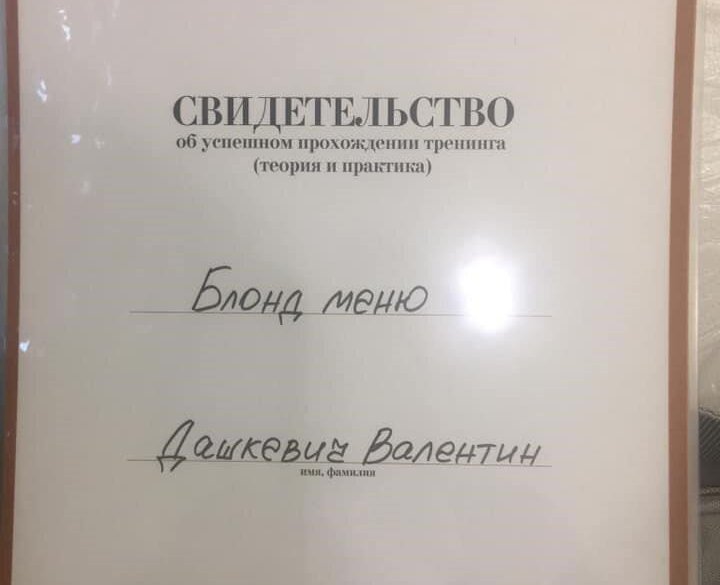 СВИДЕТЕЛЬСТВО
об успешном прохождении тренинга
(теория и практика)
Блонд меню
Дашкевич Валентин
имя, фамилия